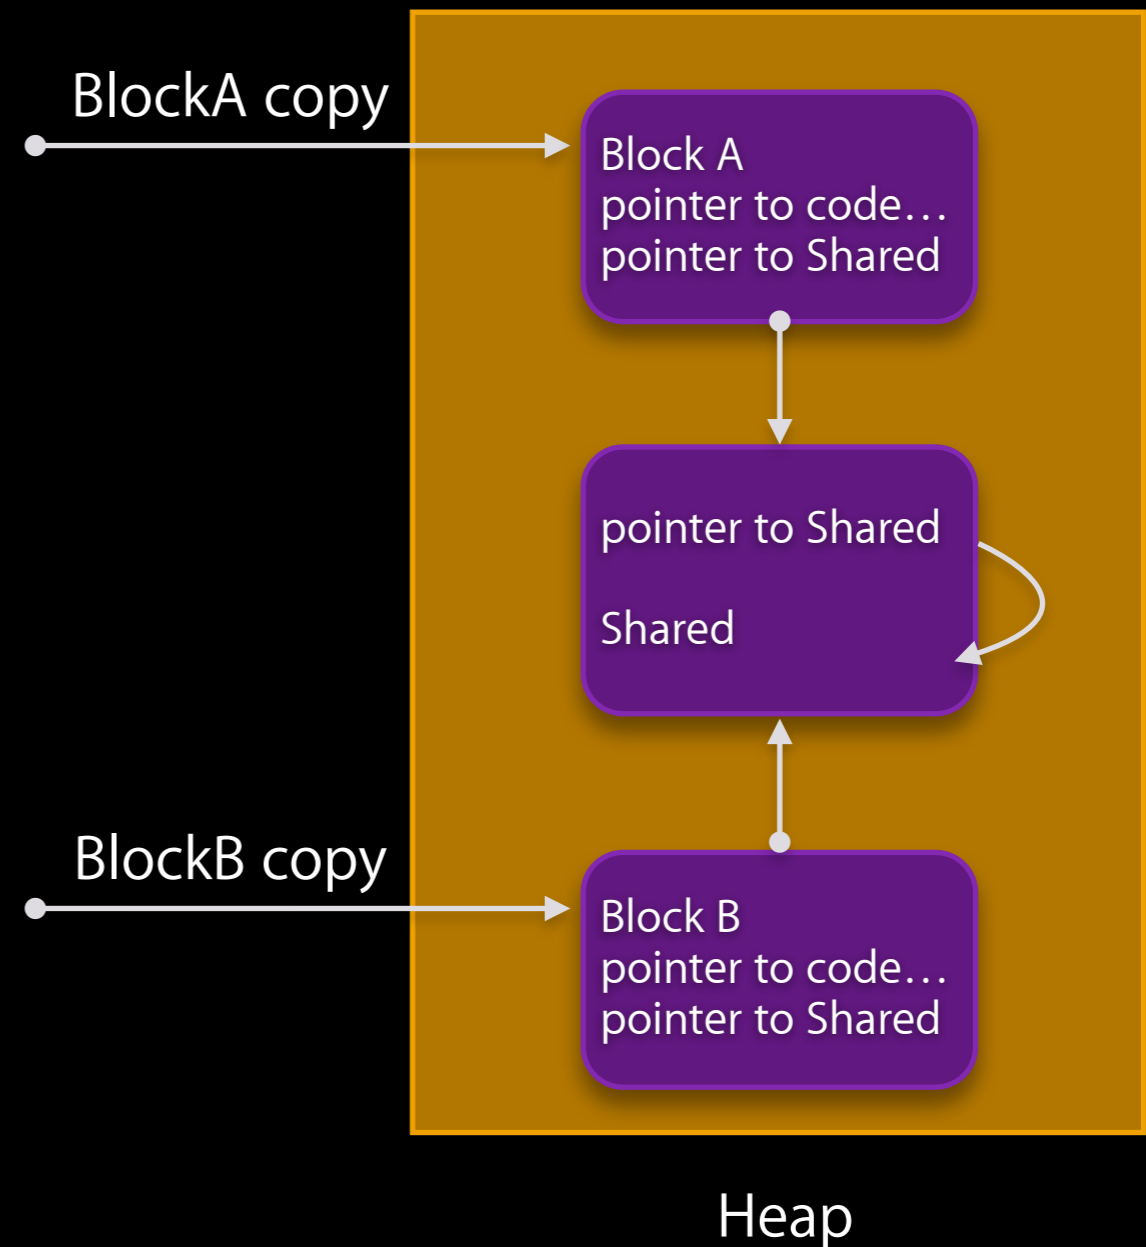 BlockA copy
Block A
pointer to code…
pointer to Shared
pointer to Shared
Shared
BlockB copy
Block B
pointer to code…
pointer to Shared
Heap